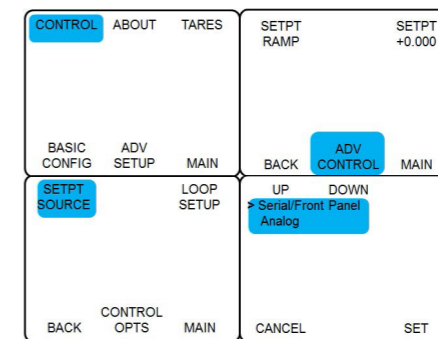 CONTROL ABOUT TARES
BASIC CONFIG ADV SETUP MAIN
SETPT RAMP SETPT +0.000
BACK ADV CONTROL MAIN
SETPT SOURCE LOOP SETUP
BACK CONTROL OPTS MAIN
UP DOWN
> Serial/Front Panel
Analog
CANCEL SET